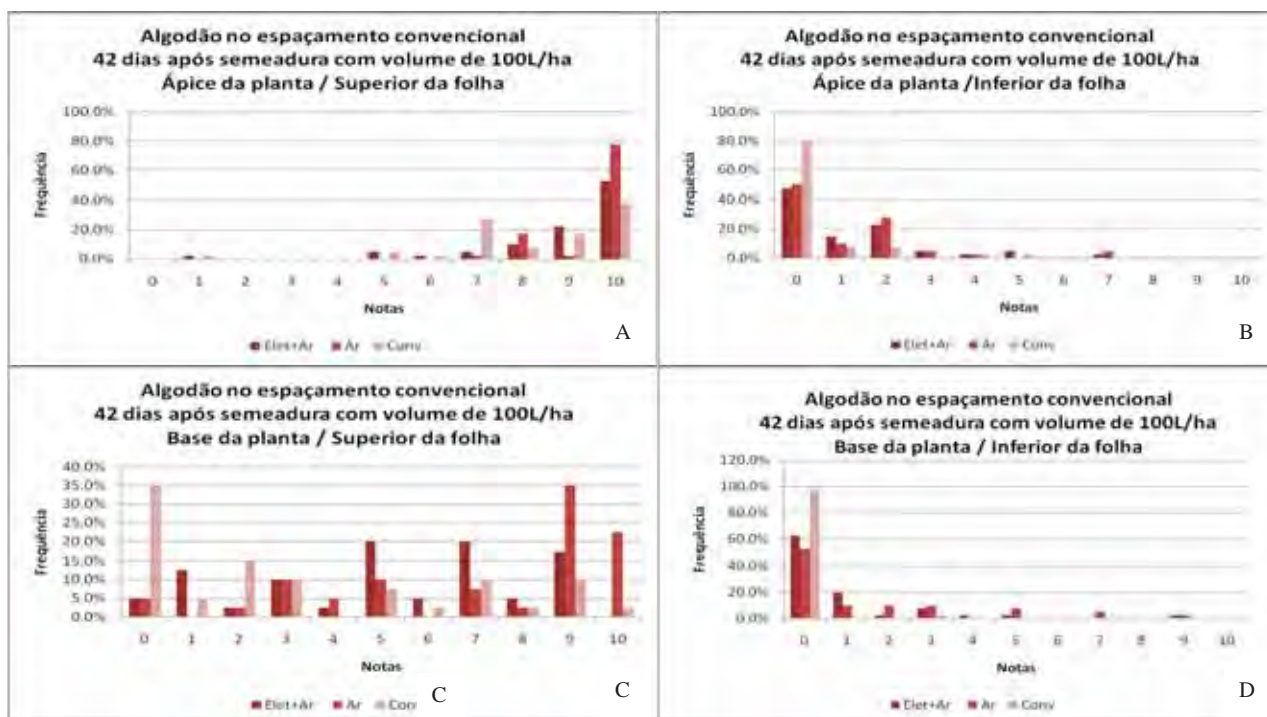 Algodão no espaçamento convencional
42 dias após semeadura com volume de 100L/ha
Ápice da planta / Superior da folha
Frequência
100.0%
80.0%
60.0%
40.0%
20.0%
0.0%
0 1 2 3 4 5 6 7 8 9 10
Notas
Elet+Ar Ar Conv
A
Algodão no espaçamento convencional
42 dias após semeadura com volume de 100L/ha
Ápice da planta /Inferior da folha
Frequência
100.0%
80.0%
60.0%
40.0%
20.0%
0.0%
0 1 2 3 4 5 6 7 8 9 10
Notas
Elet+Ar Ar Conv
B
Algodão no espaçamento convencional
42 dias após semeadura com volume de 100L/ha
Base da planta / Superior da folha
Frequência
40.0%
35.0%
30.0%
25.0%
20.0%
15.0%
10.0%
5.0%
0.0%
0 1 2 3 4 5 6 7 8 9 10
Notas
Elet+Ar Ar Conv
C C
Algodão no espaçamento convencional
42 dias após semeadura com volume de 100L/ha
Base da planta / Inferior da folha
Frequência
120.0%
100.0%
80.0%
60.0%
40.0%
20.0%
0.0%
0 1 2 3 4 5 6 7 8 9 10
Notas
Elet+Ar Ar Conv
D